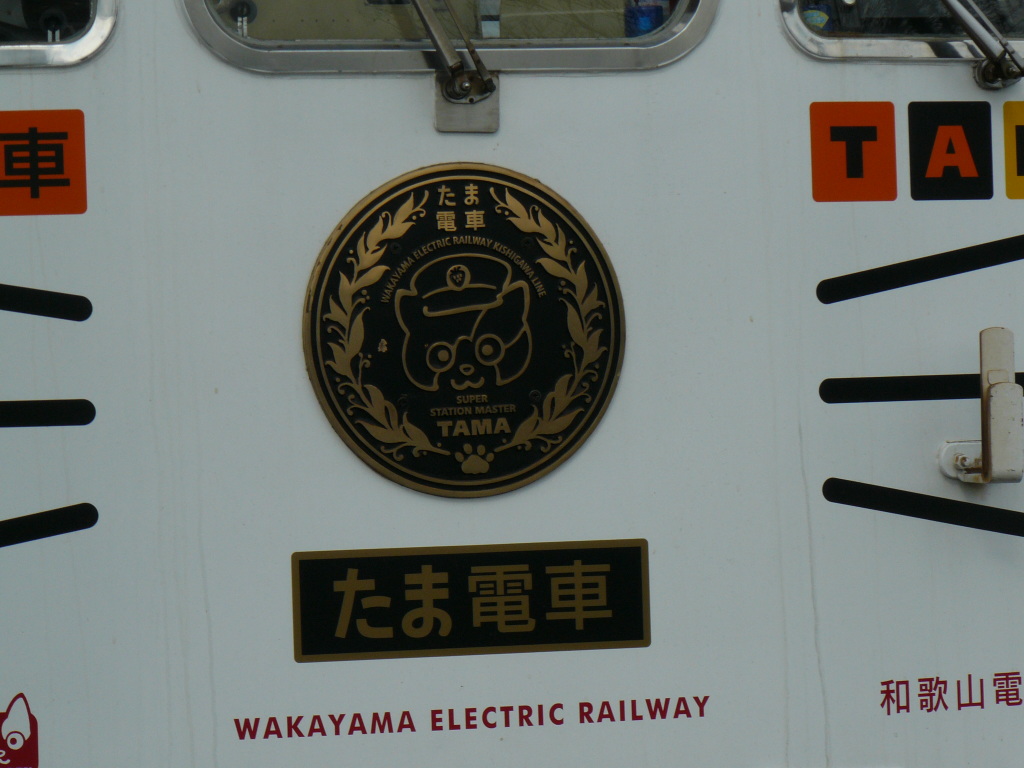 車
TA
たま
電車
WAKAYAMA ELECTRIC RAILWAY KISHIGAWA LINE
SUPER
STATION MASTER
TAMA
たま電車
WAKAYAMA ELECTRIC RAILWAY
和歌山電